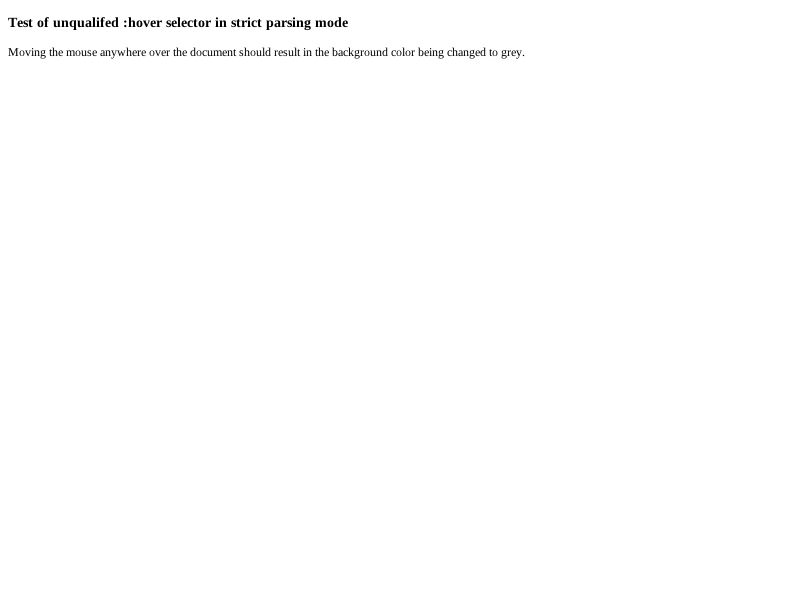 Test of unqualifed :hover selector in strict parsing mode
Moving the mouse anywhere over the document should result in the background color being changed to grey.